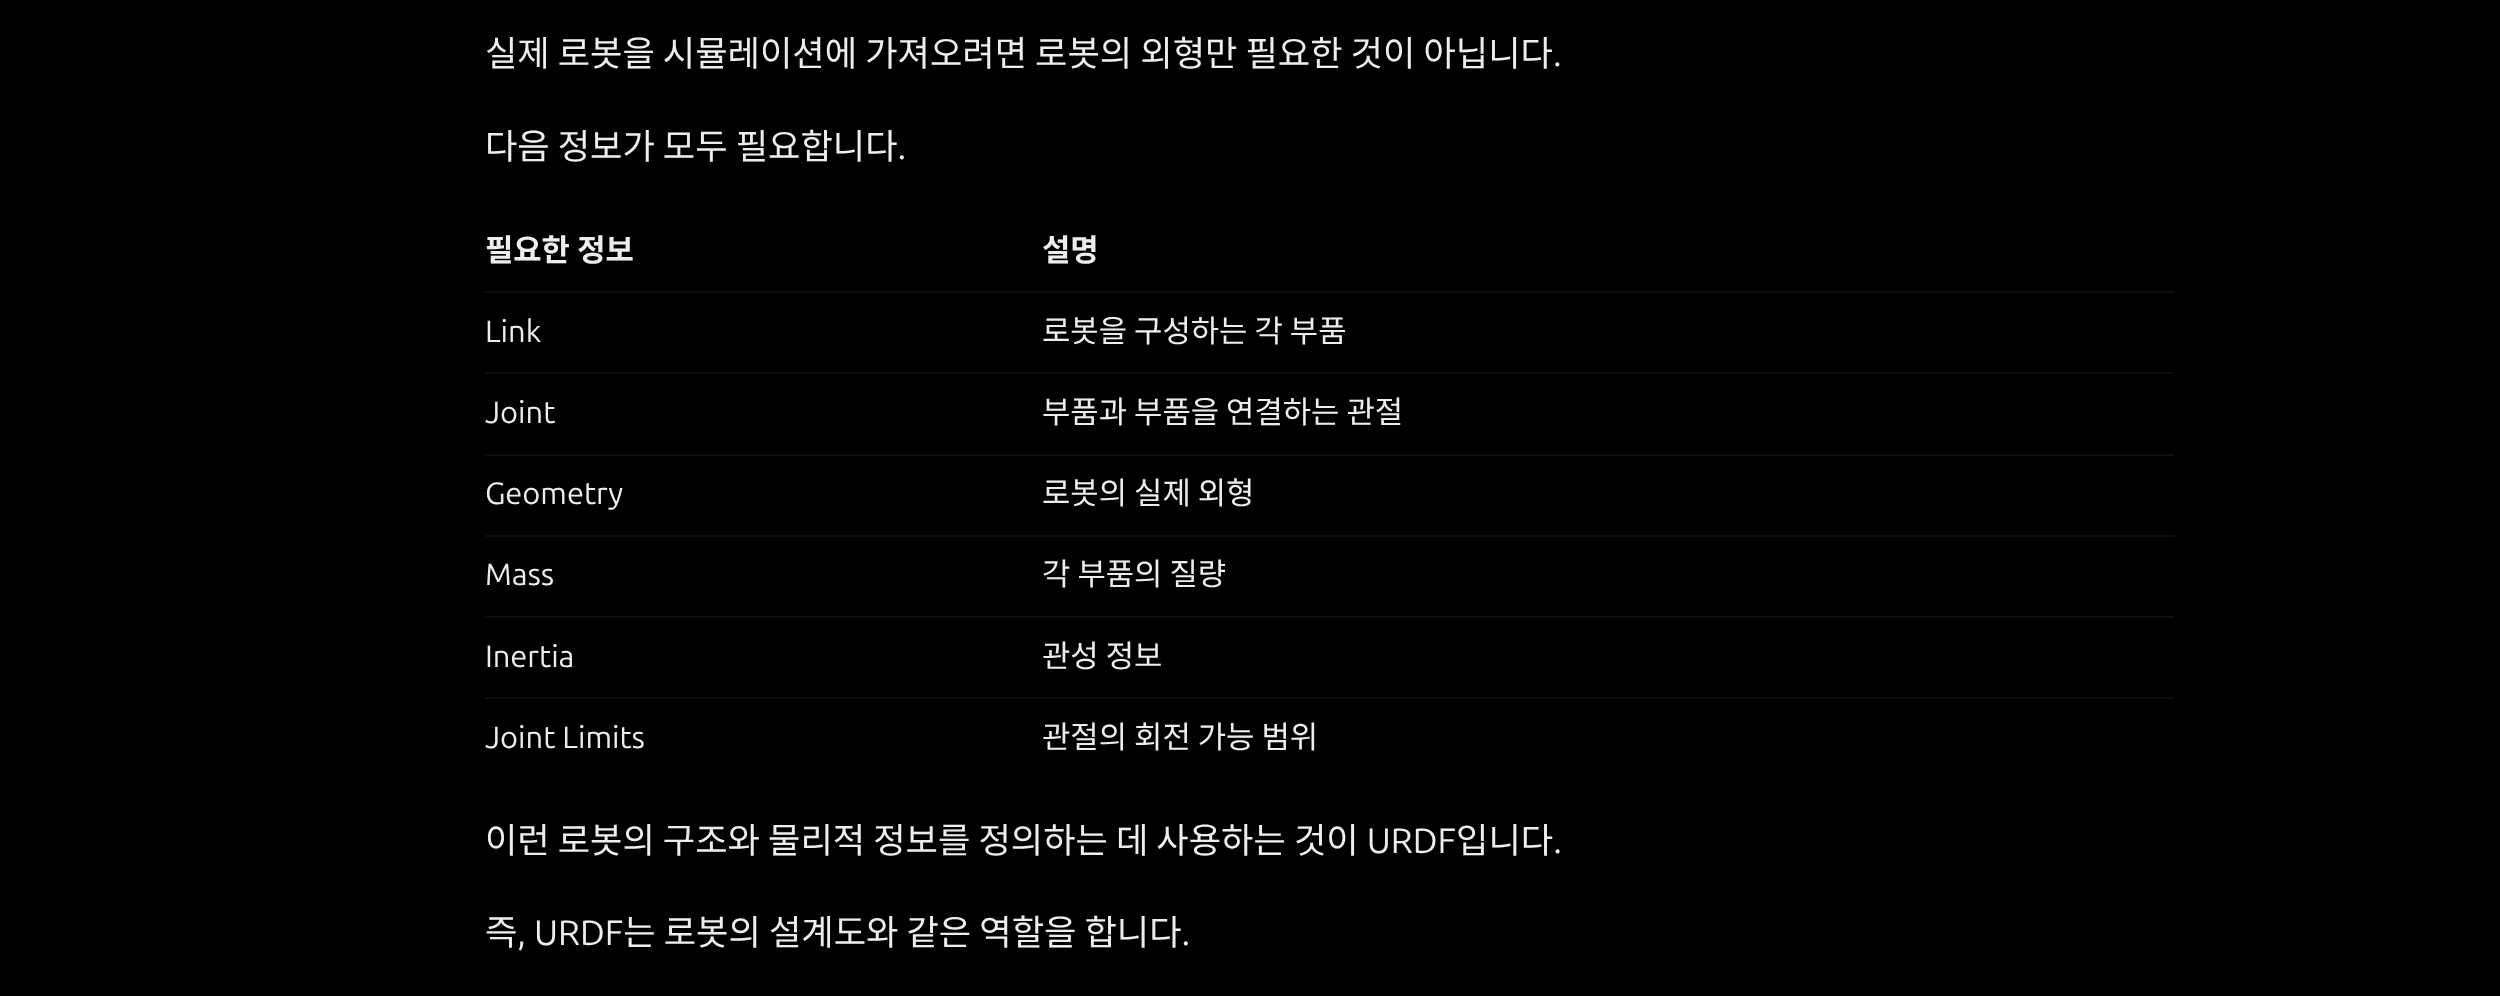 실제 로봇을 시뮬레이션에 가져오려면 로봇의 외형만 필요한 것이 아닙니다.
다음 정보가 모두 필요합니다.
필요한 정보 설명
Link 로봇을 구성하는 각 부품
Joint 부품과 부품을 연결하는 관절
Geometry 로봇의 실제 외형
Mass 각 부품의 질량
Inertia 관성 정보
Joint Limits 관절의 회전 가능 범위
이런 로봇의 구조와 물리적 정보를 정의하는 데 사용하는 것이 URDF입니다.
즉, URDF는 로봇의 설계도와 같은 역할을 합니다.